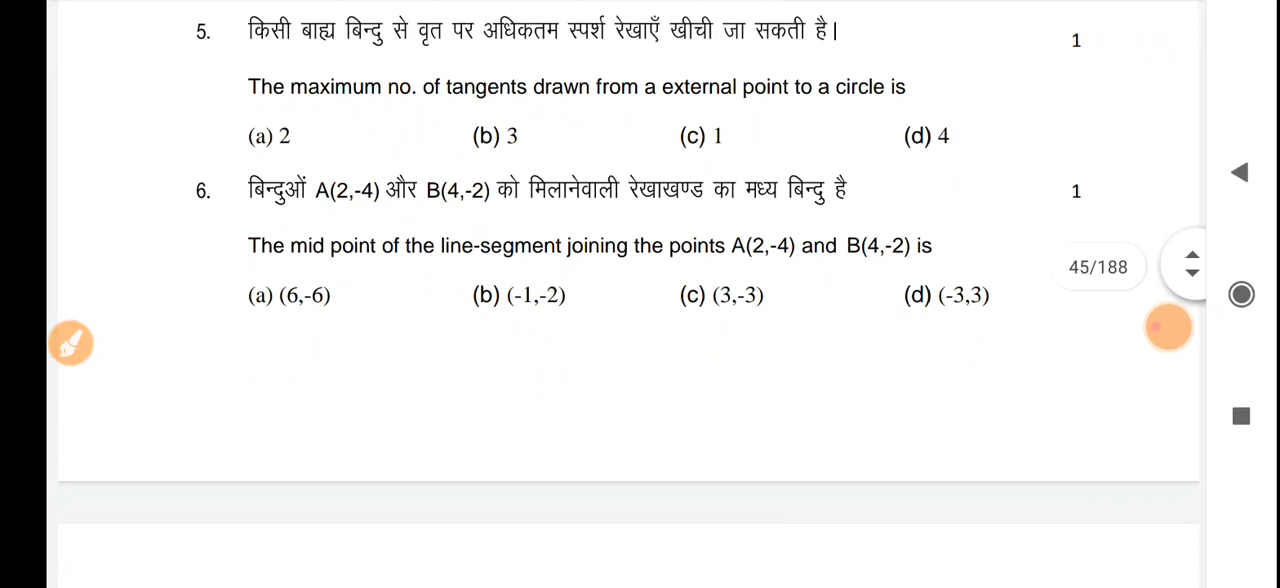 5. किसी बाह्य बिन्दु से वृत पर अधिकतम स्पर्श रेखाएँ खीची जा सकती है। 1
The maximum no. of tangents drawn from a external point to a circle is
(a) 2 (b) 3 (c) 1 (d) 4
6. बिन्दुओं A(2,-4) और B(4,-2) को मिलानेवाली रेखाखण्ड का मध्य बिन्दु है 1
The mid point of the line-segment joining the points A(2,-4) and B(4,-2) is
45/188
(a) (6,-6) (b) (-1,-2) (c) (3,-3) (d) (-3,3)